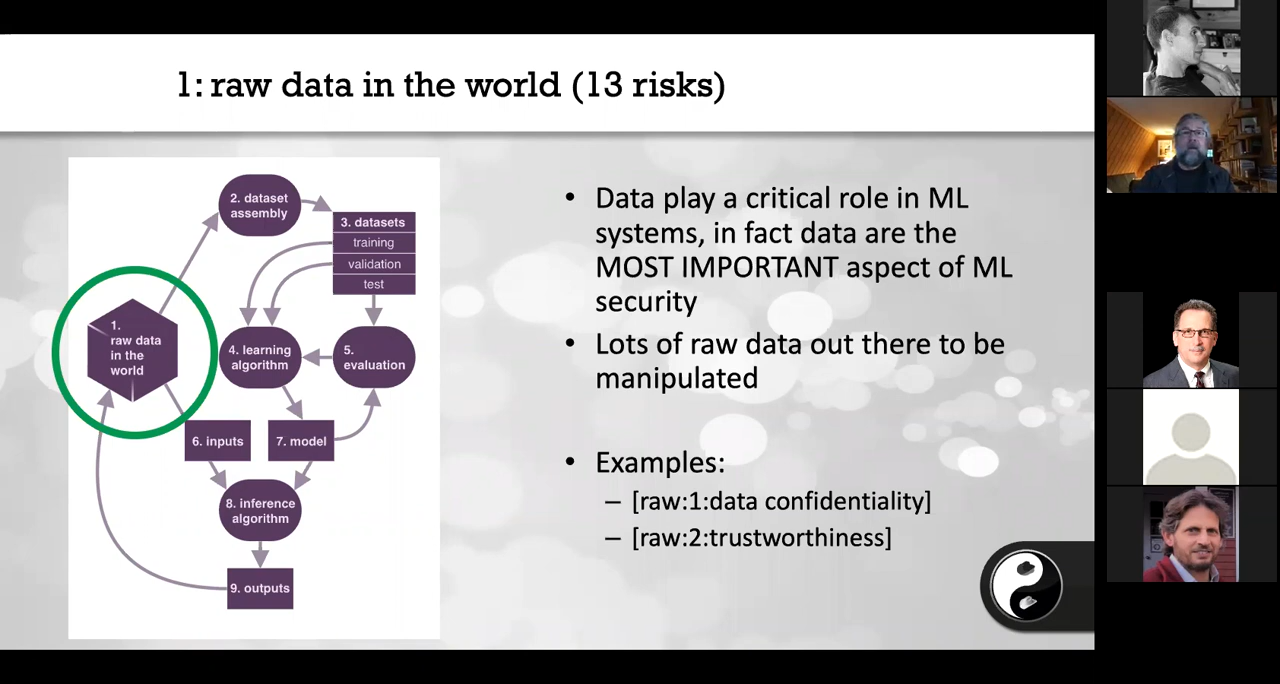 1: raw data in the world (13 risks)
2. dataset
assembly
3. datasets
training
validation
test
1.
raw data
in the
world
4. learning
algorithm
5.
evaluation
6. inputs
7. model
8. inference
algorithm
9. outputs
• Data play a critical role in ML
systems, in fact data are the
MOST IMPORTANT aspect of ML
security
• Lots of raw data out there to be
manipulated
• Examples:
– [raw:1:data confidentiality]
– [raw:2:trustworthiness]